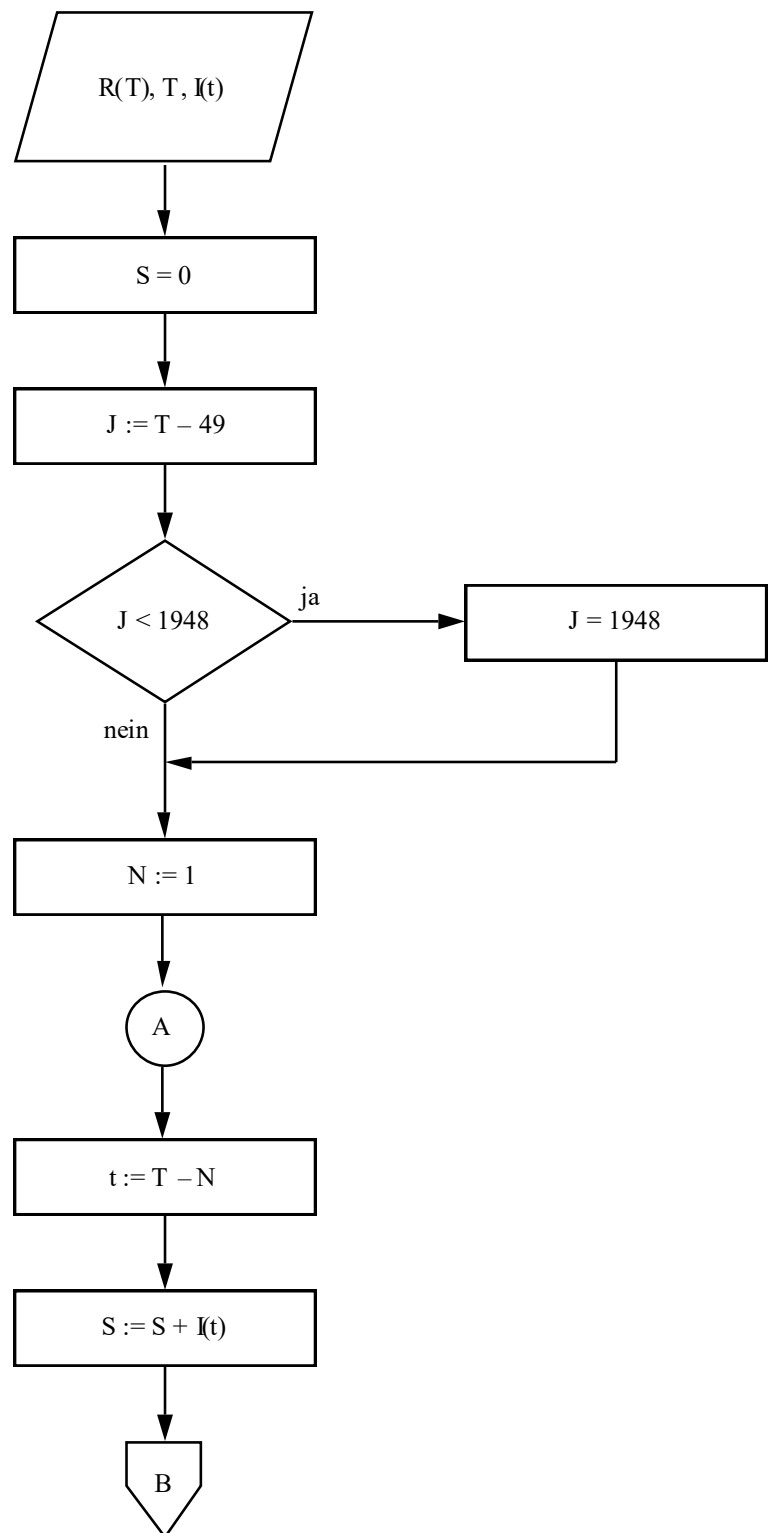 R(T), T, I(t)
S = 0
J := T – 49
J < 1948
ja
J = 1948
nein
N := 1
A
t := T – N
S := S + I(t)
B